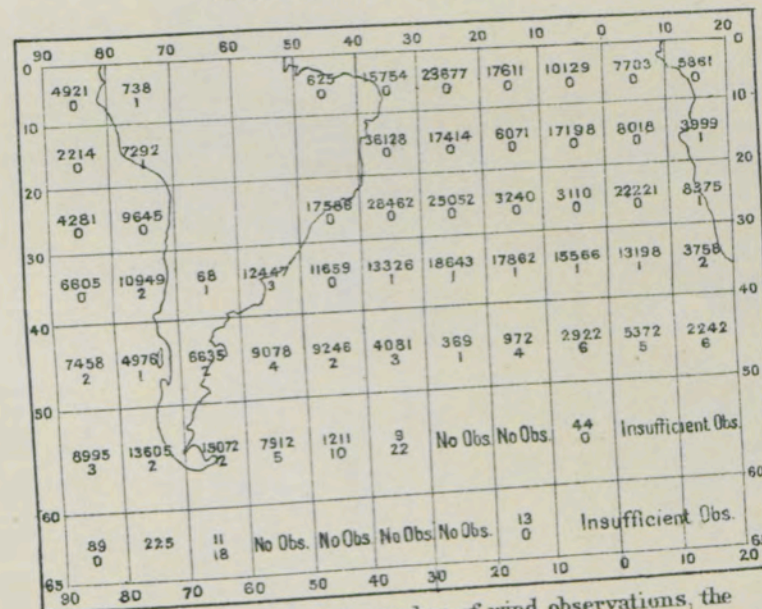 90 80 70 60 50 40 30 20 10 0 10 20
0 4921 738 625 15754 23677 17611 10129 7703 5861 0
0 1 0 0 0 0 0 0 0
10 2214 7292 36128 17414 6071 17198 8018 3999 10
0 1 0 0 0 0 0 1
20 4281 9645 17586 28462 25052 3240 3110 22221 8375 20
0 0 0 0 0 0 0 0 1
30 6605 10949 68 12447 11659 13326 18643 17862 15566 13198 3758 30
0 2 1 3 0 1 1 1 1 1 2
40 7458 4976 6635 9078 9246 4081 369 972 2922 5372 2242 40
2 1 2 4 2 3 1 4 6 5 6
50 8995 13605 15072 7912 1211 9 No Obs. No Obs. 44 Insufficient Obs. 50
3 2 2 5 10 22 0
60 89 225 11 No Obs. No Obs. No Obs. No Obs. 13 Insufficient Obs. 60
0 18 0
65 65
90 80 70 60 50 40 30 20 10 0 10 20
of wind observations, the